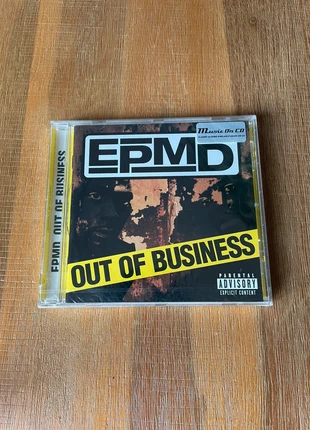 Music On CD
EPMD
EPMD OUT OF BUSINESS
OUT OF BUSINESS
PARENTAL
ADVISORY
EXPLICIT CONTENT